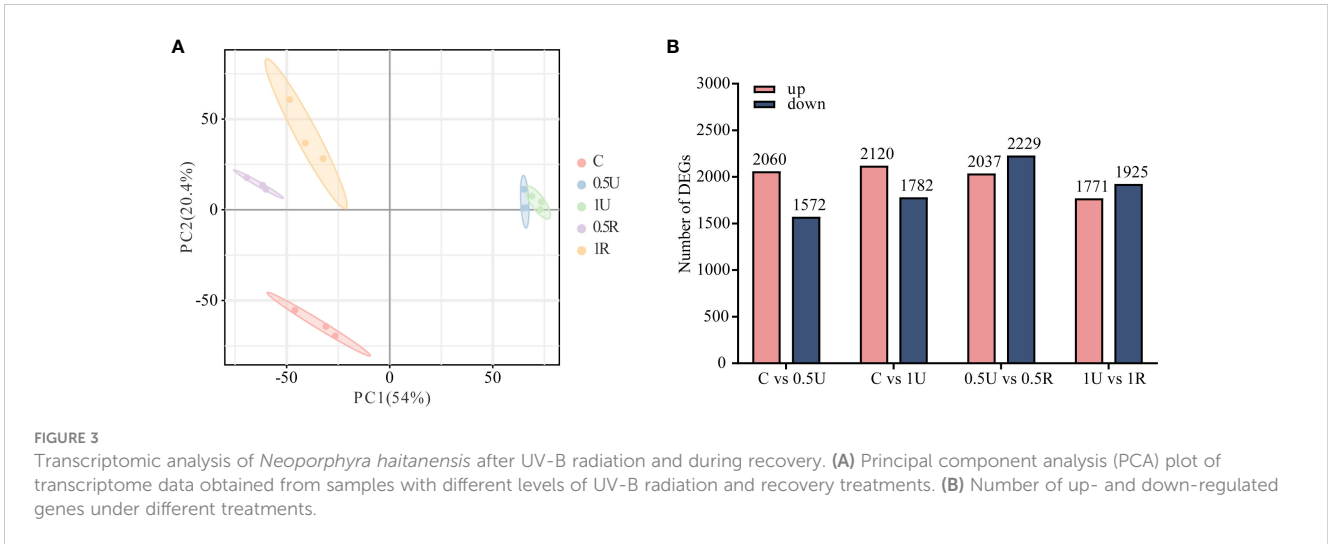 A
PC2(20.4%)
50
0
-50
-50
0
50
PC1(54%)
C
0.5U
1U
0.5R
1R
B
up
down
Number of DEGs
3000
2500
2000
1500
1000
500
0
2060
1572
2120
1782
2037
2229
1771
1925
C vs 0.5U
C vs 1U
0.5U vs 0.5R
1U vs 1R
FIGURE 3
Transcriptomic analysis of Neoporphyra haitanensis after UV-B radiation and during recovery. (A) Principal component analysis (PCA) plot of
transcriptome data obtained from samples with different levels of UV-B radiation and recovery treatments. (B) Number of up- and down-regulated
genes under different treatments.